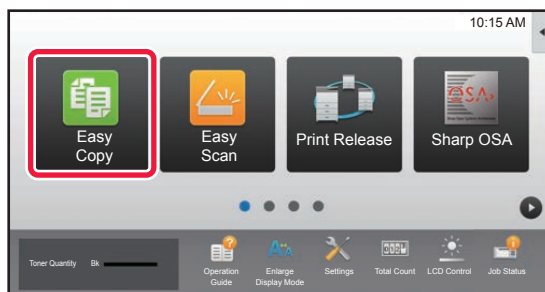 10:15 AM
Easy
Copy
Easy
Scan
Print Release
OSA
Sharp OSA
Toner Quantity
Bk
Operation
Guide
Enlarge
Display Mode
Settings
Total Count
LCD Control
Job Status